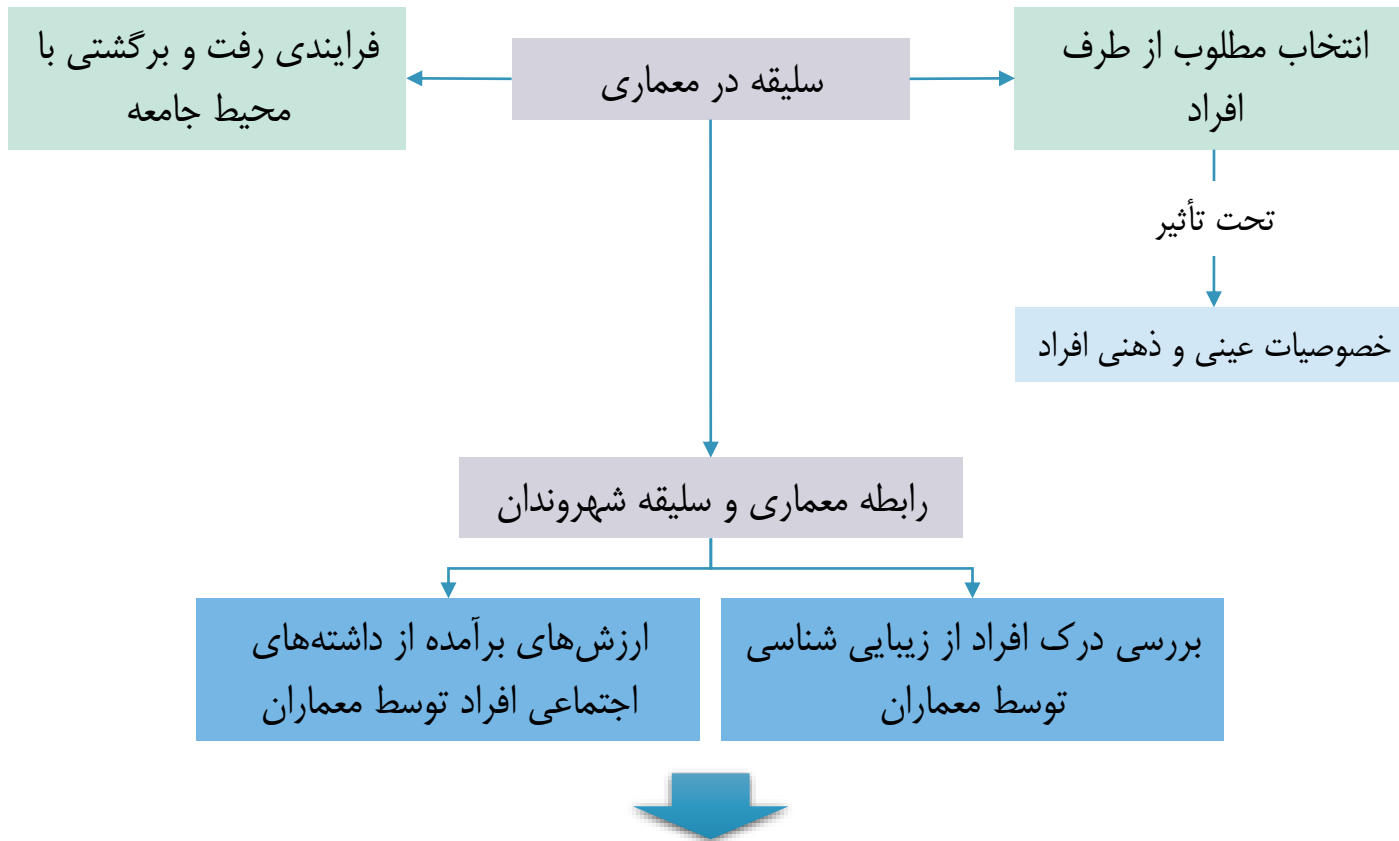 انتخاب مطلوب از طرف
افراد
سلیقه در معماری
فرایندی رفت و برگشتی با
محیط جامعه
تحت تأثیر
خصوصیات عینی و ذهنی افراد
رابطه معماری و سلیقه شهروندان
بررسی درک افراد از زیبایی شناسی
توسط معماران
ارزش‌های برآمده از داشته‌های
اجتماعی افراد توسط معماران